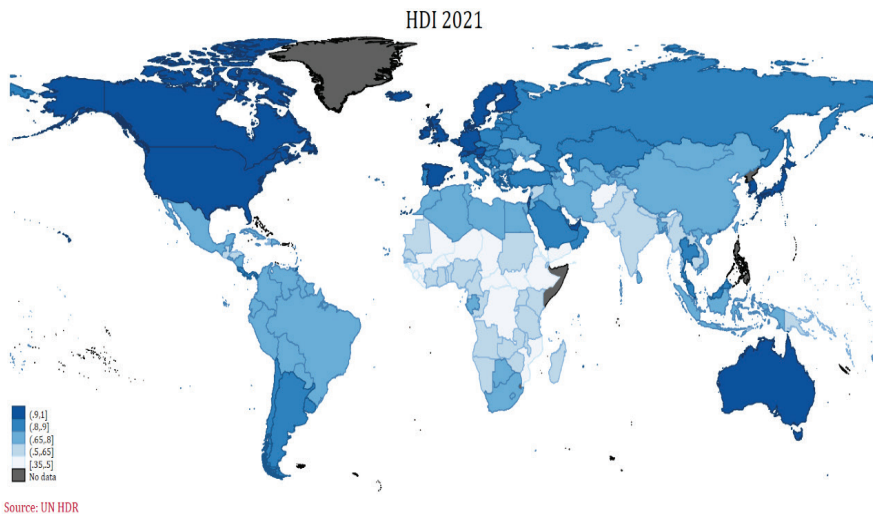 HDI 2021
(.9,1]
(.8,.9]
(.65,.8]
(.5,.65]
[.35,.5]
No data
Source: UN HDR